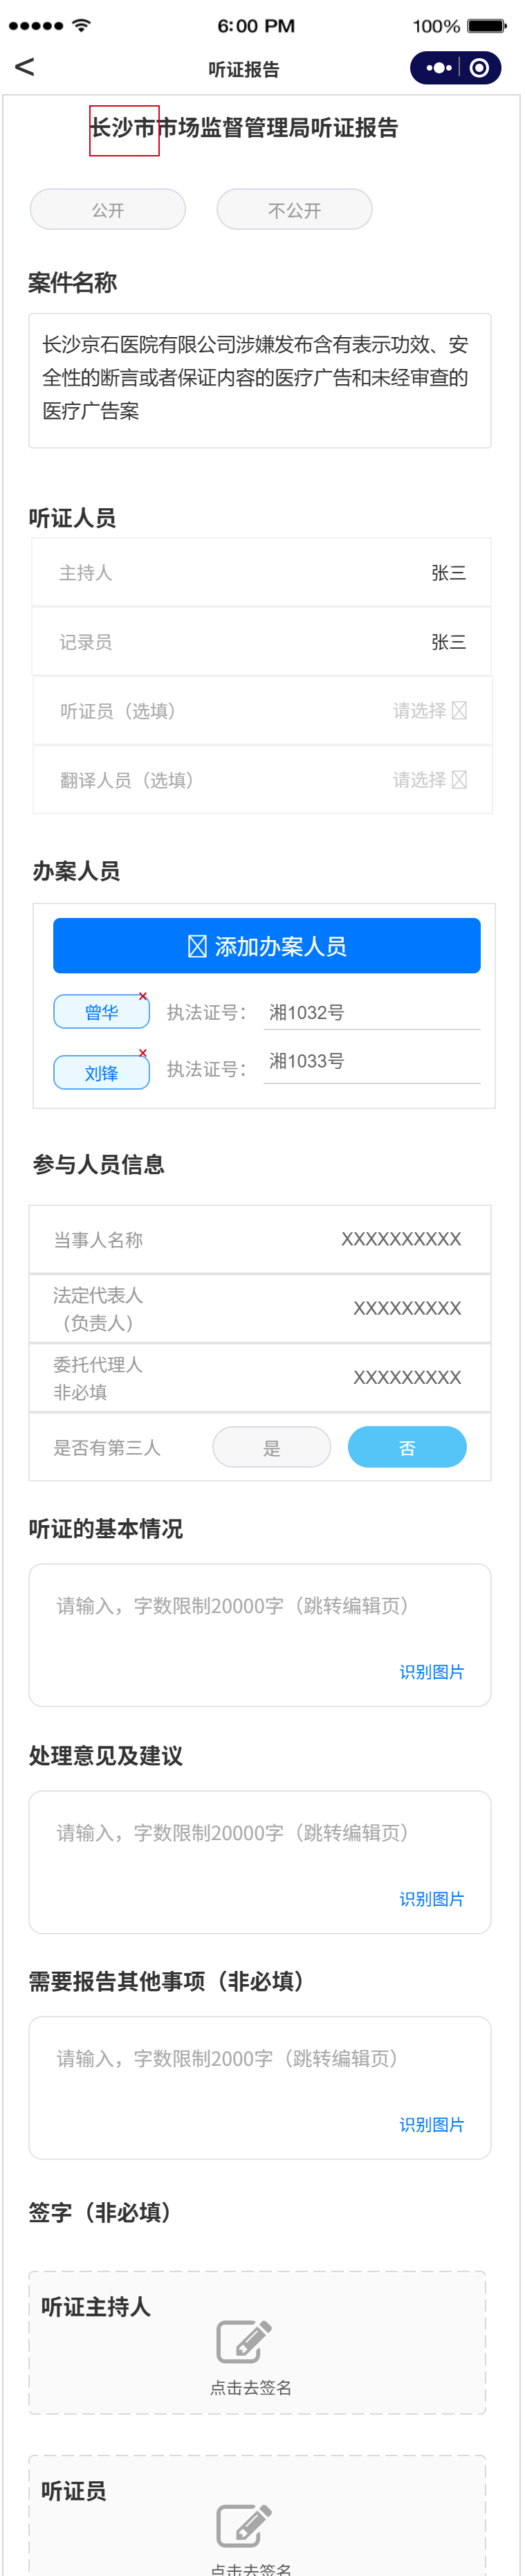 6:00 PM
100%
听证报告
长沙市市场监督管理局听证报告
公开
不公开
案件名称
长沙京石医院有限公司涉嫌发布含有表示功效、安
全性的断言或者保证内容的医疗广告和未经审查的
医疗广告案
听证人员
主持人 张三
记录员 张三
听证员（选填） 请选择
翻译人员（选填） 请选择
办案人员
添加办案人员
曾华 × 执法证号： 湘1032号
刘锋 × 执法证号： 湘1033号
参与人员信息
当事人名称 XXXXXXXXXX
法定代表人
（负责人） XXXXXXXXX
委托代理人
非必填 XXXXXXXXX
是否有第三人 是 否
听证的基本情况
请输入，字数限制20000字（跳转编辑页）
识别图片
处理意见及建议
请输入，字数限制20000字（跳转编辑页）
识别图片
需要报告其他事项（非必填）
请输入，字数限制2000字（跳转编辑页）
识别图片
签字（非必填）
听证主持人
点击去签名
听证员
点击去签名